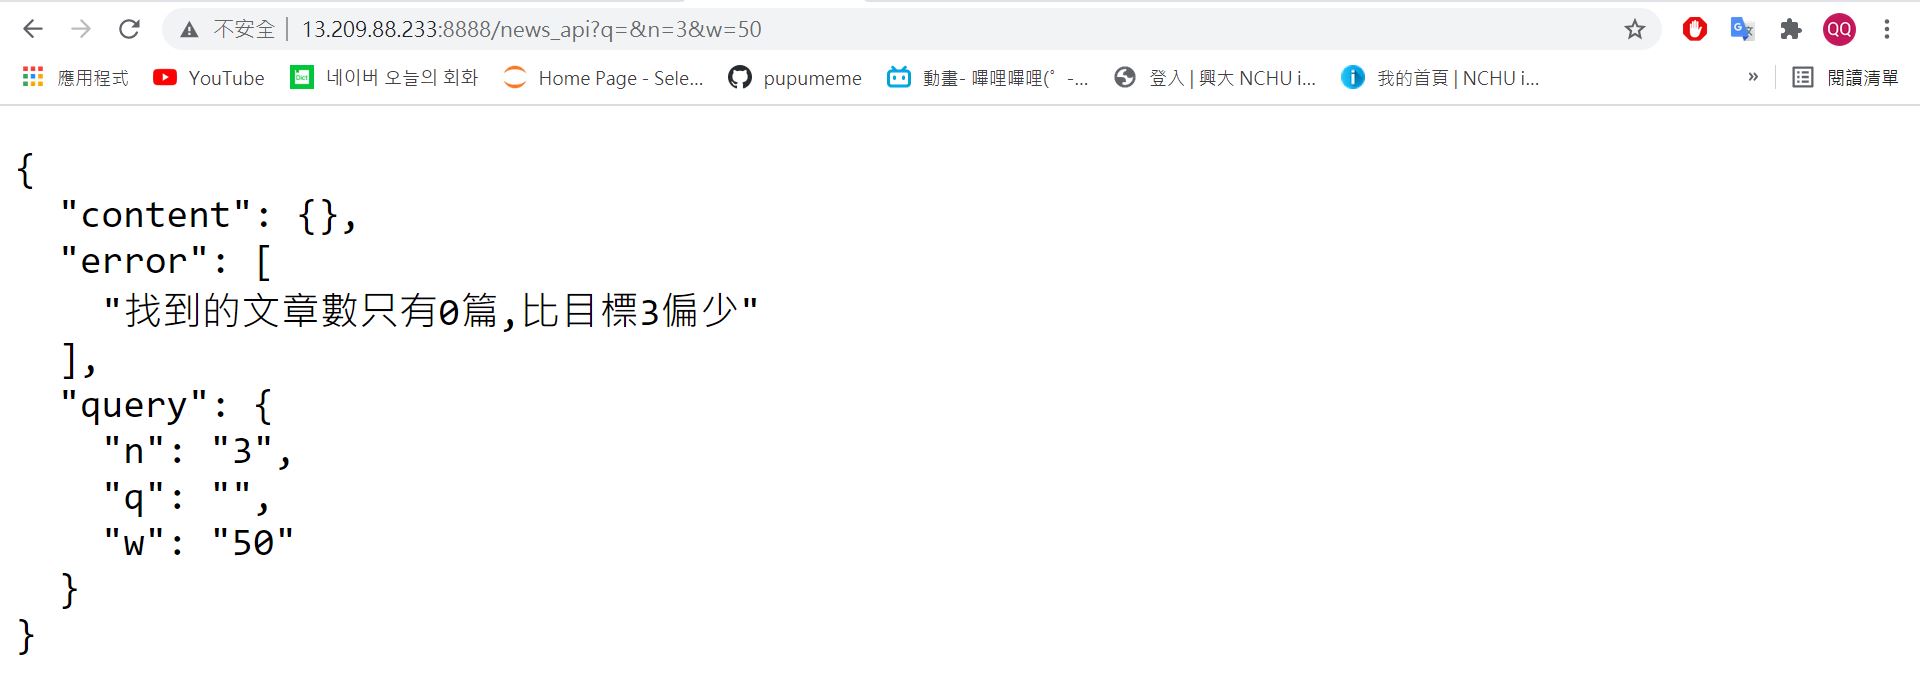 不安全 | 13.209.88.233:8888/news_api?q=&n=3&w=50 QQ
應用程式 YouTube Dict 네이버 오늘의 회화 Home Page - Sele... pupumeme 動畫- 嗶哩嗶哩(゜-... 登入 | 興大 NCHU i... i 我的首頁 | NCHU i... » 閱讀清單
{
"content": {},
"error": [
"找到的文章數只有0篇,比目標3偏少"
],
"query": {
"n": "3",
"q": "",
"w": "50"
}
}